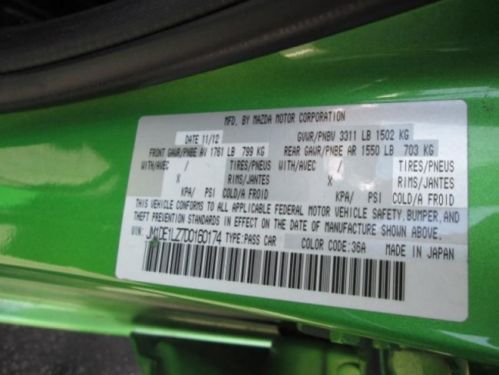 MFD. BY MAZDA MOTOR CORPORATION
DATE 11/12 GVWR/PNBV 3311 LB 1502 KG
FRONT GAWR/PNBE AV 1761 LB 799 KG REAR GAWR/PNBE AR 1550 LB 703 KG
WITH/AVEC / TIRES/PNEUS WITH/AVEC / TIRES/PNEUS
X RIMS/JANTES X RIMS/JANTES
KPA/ PSI COLD/A FROID KPA/ PSI COLD/A FROID
THIS VEHICLE CONFORMS TO ALL APPLICABLE FEDERAL MOTOR VEHICLE SAFETY, BUMPER, AND
THEFT PREVENTION STANDARDS IN EFFECT ON THE DATE OF MANUFACTURE SHOWN ABOVE.
VIN: JM1DE1LZ7D0160174 TYPE: PASS CAR COLOR CODE: 36A MADE IN JAPAN